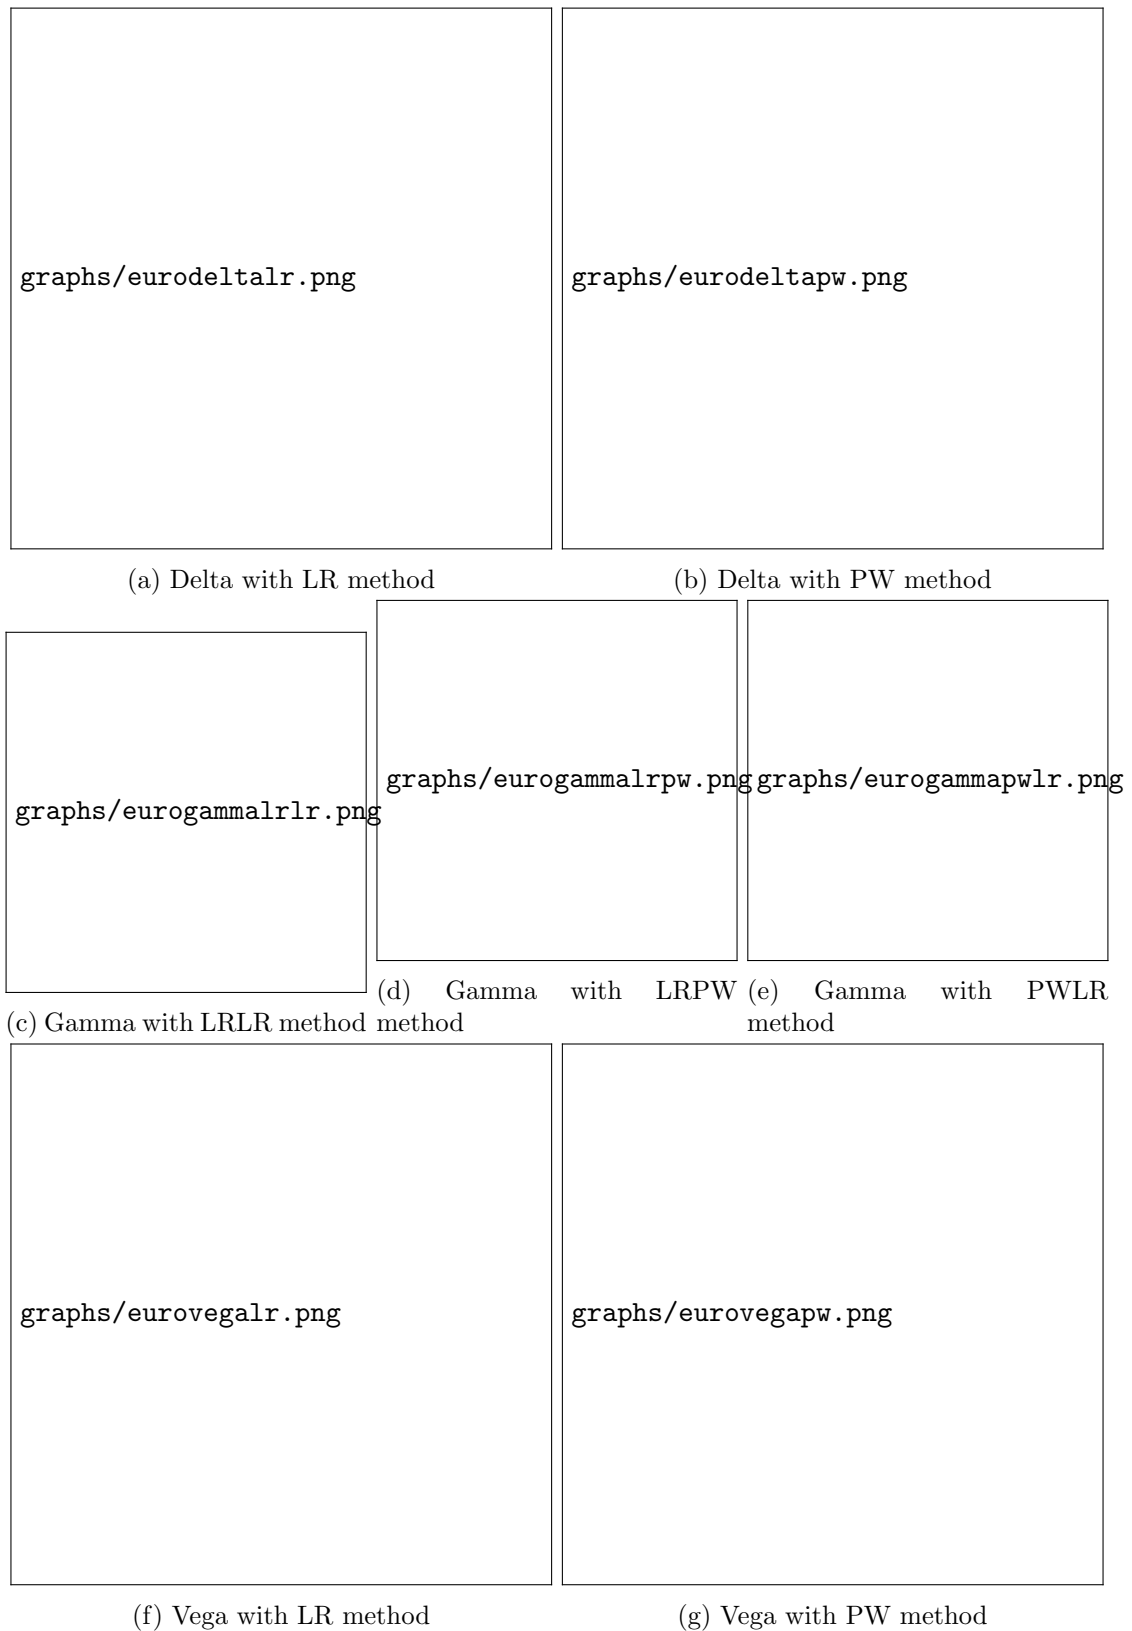 graphs/eurodeltalr.png
graphs/eurodeltapw.png
(a) Delta with LR method
(b) Delta with PW method
graphs/eurogammalrlr.png
graphs/eurogammalrpw.png
graphs/eurogammapwlr.png
(c) Gamma with LRLR method
(d) Gamma with LRPW
method
(e) Gamma with PWLR
method
graphs/eurovegalr.png
graphs/eurovegapw.png
(f) Vega with LR method
(g) Vega with PW method